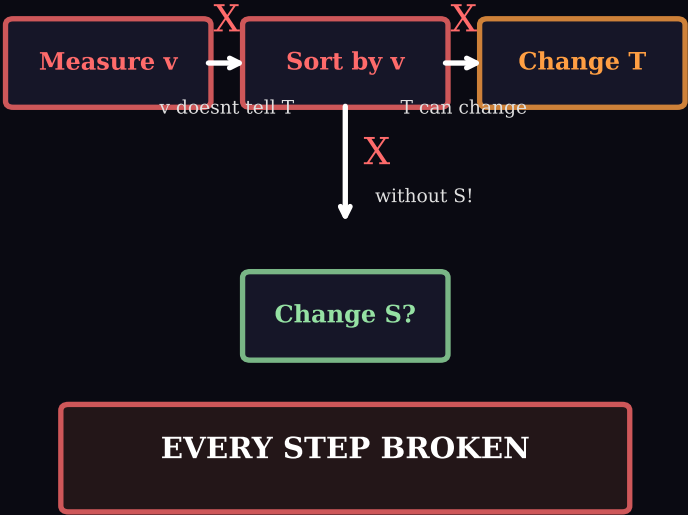 X X
Measure v Sort by v Change T
v doesnt tell T T can change
X
without S!
Change S?
EVERY STEP BROKEN